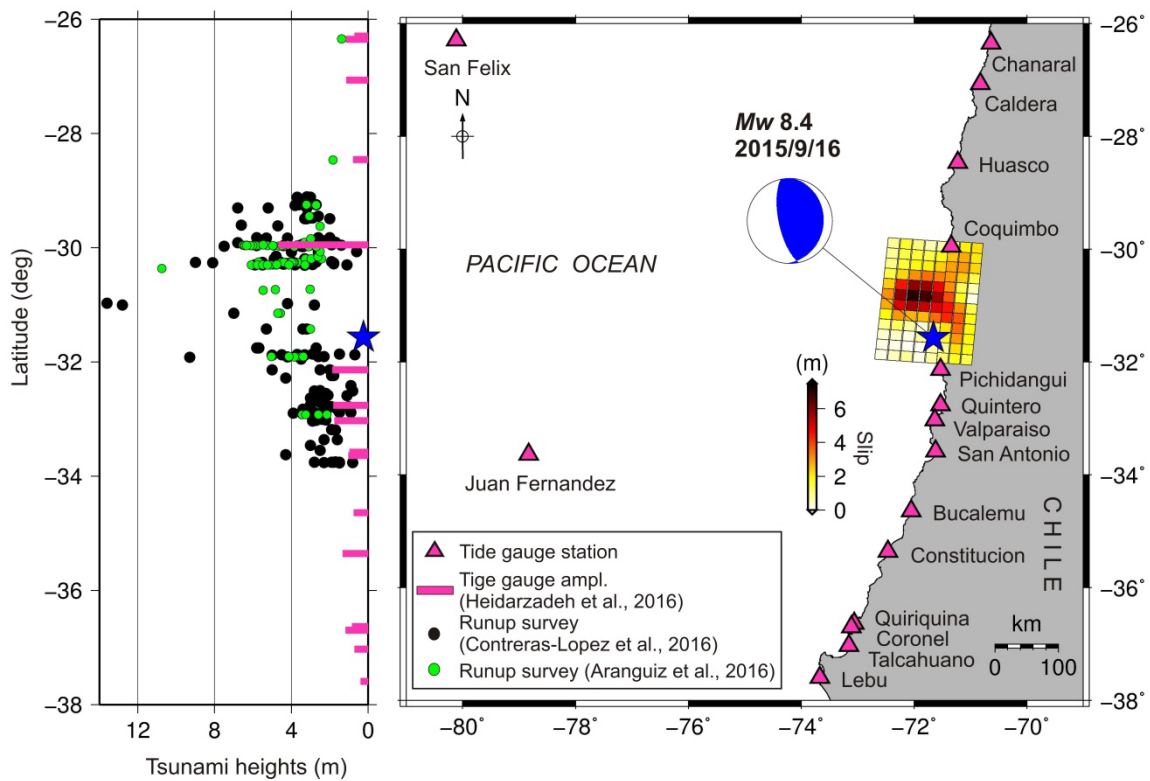 −26
−28
−30
−32
−34
−36
−38
Latitude (deg)
12 8 4 0
Tsunami heights (m)
San Felix
N
Mw 8.4
2015/9/16
PACIFIC OCEAN
Juan Fernandez
Chanaral
Caldera
Huasco
Coquimbo
Pichidangui
Quintero
Valparaiso
San Antonio
Bucalemu
Constitucion
Quiriquina
Coronel
Talcahuano
Lebu
CHILE
(m)
6
4
2
0
Slip
km
0 100
Tide gauge station
Tige gauge ampl.
(Heidarzadeh et al., 2016)
Runup survey
(Contreras-Lopez et al., 2016)
Runup survey (Aranguiz et al., 2016)
−26˚
−28˚
−30˚
−32˚
−34˚
−36˚
−38˚
−80˚ −78˚ −76˚ −74˚ −72˚ −70˚